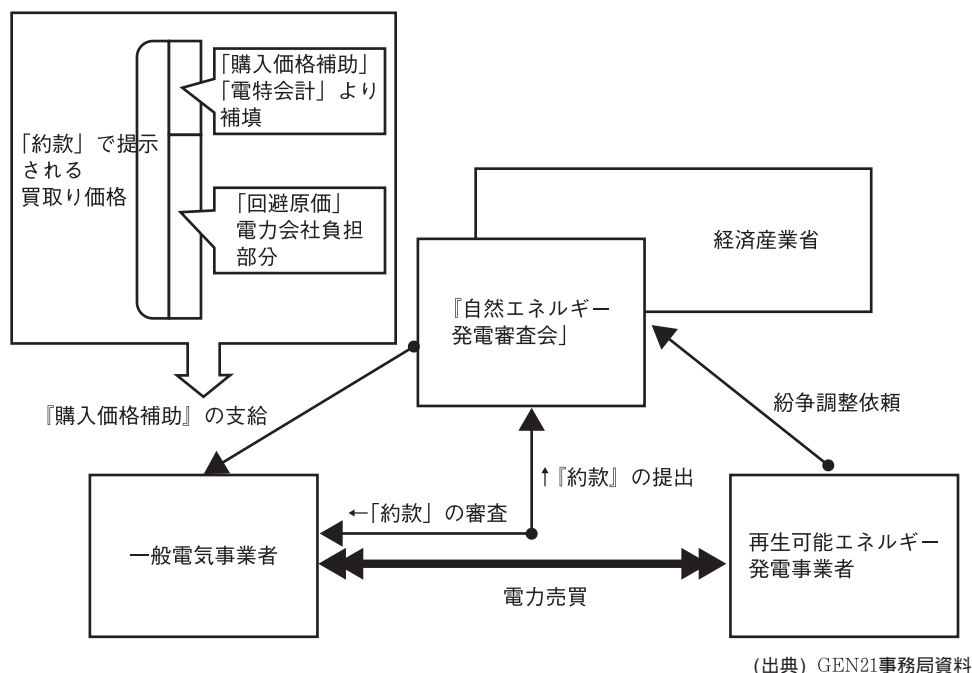 「購入価格補助」
「電特会計」より
補填
「約款」で提示
される
買取り価格
「回避原価」
電力会社負担
部分
経済産業省
『自然エネルギー
発電審査会」
『購入価格補助』の支給
紛争調整依頼
↑『約款』の提出
←「約款」の審査
一般電気事業者
再生可能エネルギー
発電事業者
電力売買
(出典) GEN21事務局資料